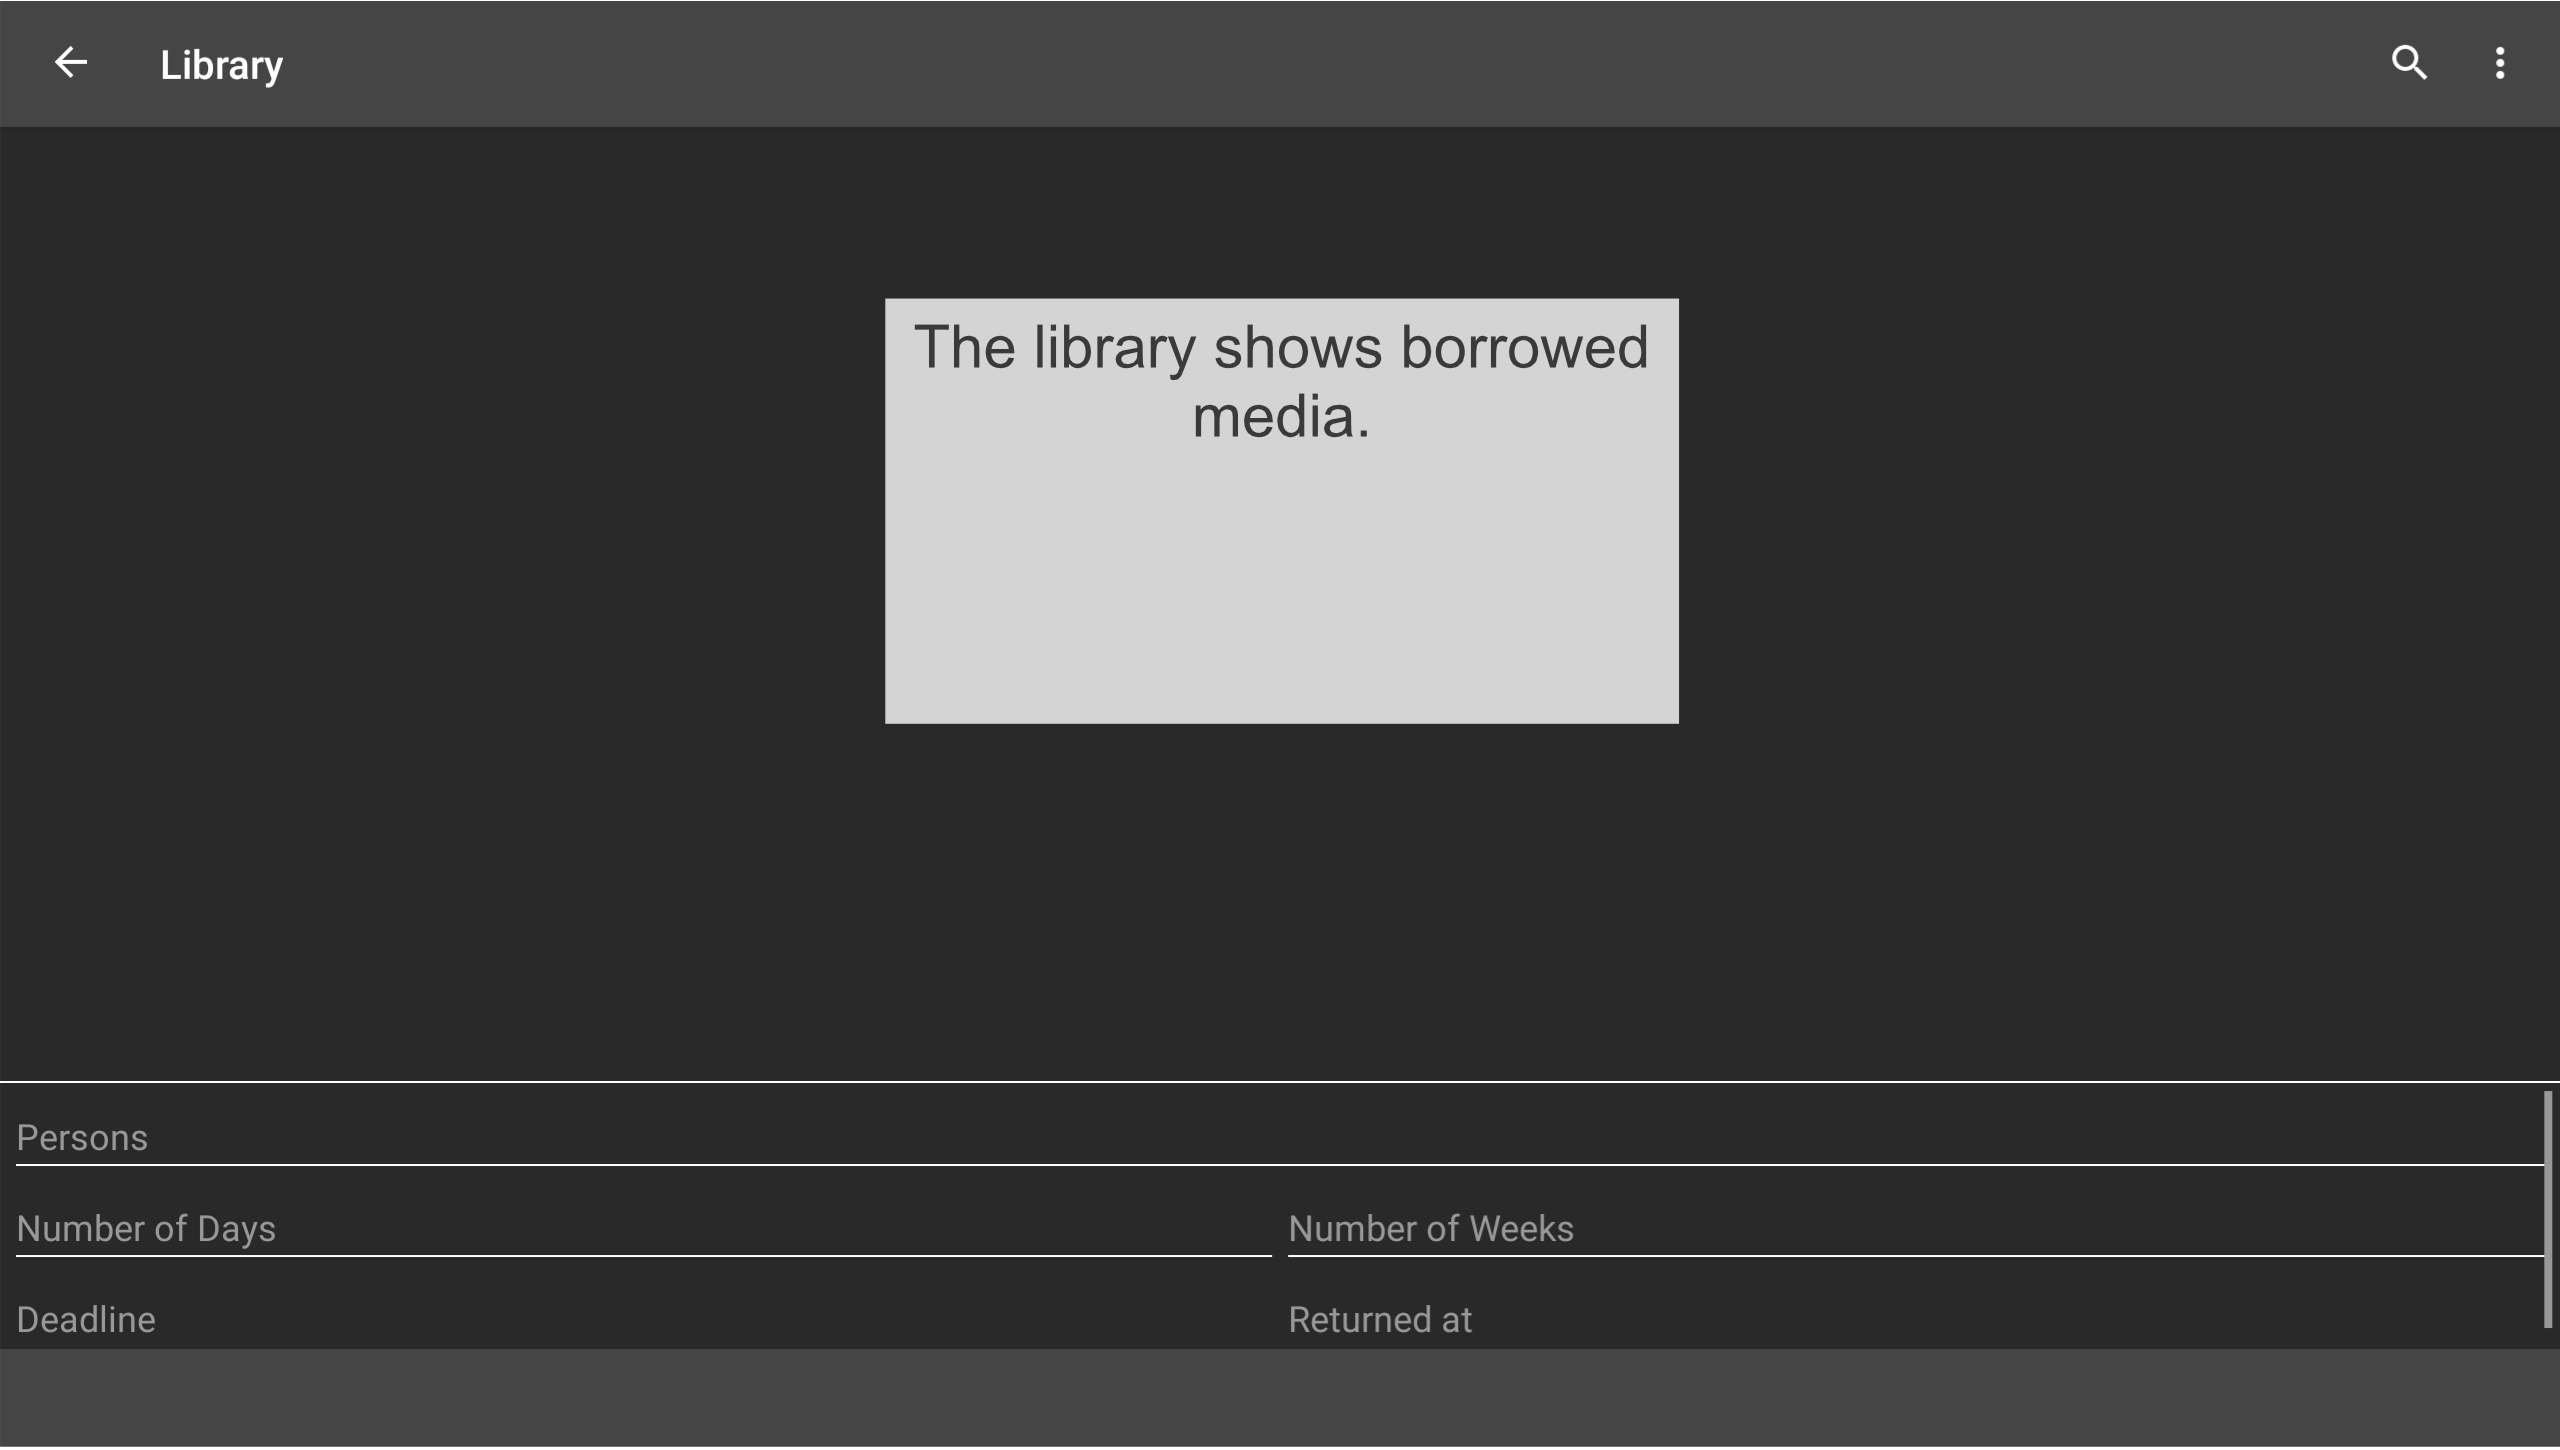 Library
The library shows borrowed
media.
Persons
Number of Days
Number of Weeks
Deadline
Returned at